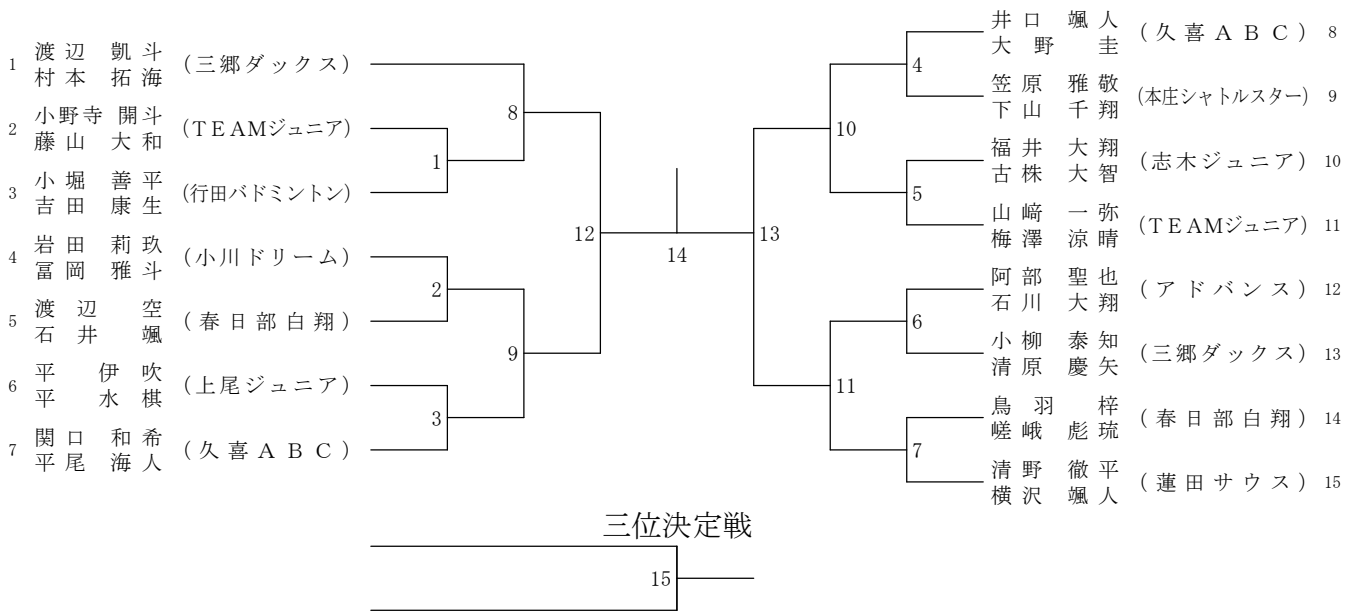 1 渡辺 凱斗 (三郷ダックス)
村本 拓海
2 小野寺 開斗 (TEAMジュニア)
藤山 大和
3 小堀 善平 (行田バドミントン)
吉田 康生
4 岩田 莉玖 (小川ドリーム)
冨岡 雅斗
5 渡辺 空 (春日部白翔)
石井 颯
6 平 伊吹 (上尾ジュニア)
平 水棋
7 関口 和希 (久喜ABC)
平尾 海人
8
1
12
2
9
3
14
13
10
4
5
11
6
7
井口 颯人 (久喜ABC) 8
大野 圭
笠原 雅敬 (本庄シャトルスター) 9
下山 千翔
福井 大翔 (志木ジュニア) 10
古株 大智
山﨑 一弥 (TEAMジュニア) 11
梅澤 涼晴
阿部 聖也 (アドバンス) 12
石川 大翔
小柳 泰知 (三郷ダックス) 13
清原 慶矢
鳥羽 梓 (春日部白翔) 14
嵯峨 彪琉
清野 徹平 (蓮田サウス) 15
横沢 颯人
三位決定戦
15